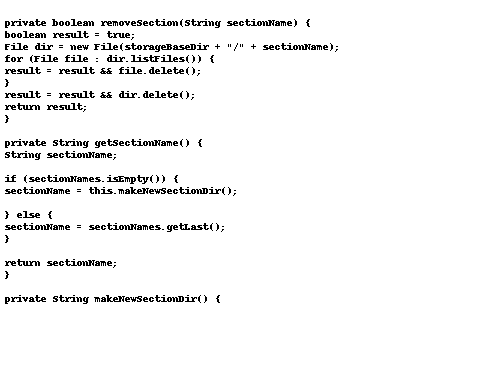 private boolean removeSection(String sectionName) {
boolean result = true;
File dir = new File(storageBaseDir + "/" + sectionName);
for (File file : dir.listFiles()) {
result = result && file.delete();
}
result = result && dir.delete();
return result;
}

private String getSectionName() {
String sectionName;

if (sectionNames.isEmpty()) {
sectionName = this.makeNewSectionDir();

} else {
sectionName = sectionNames.getLast();
}

return sectionName;
}

private String makeNewSectionDir() {